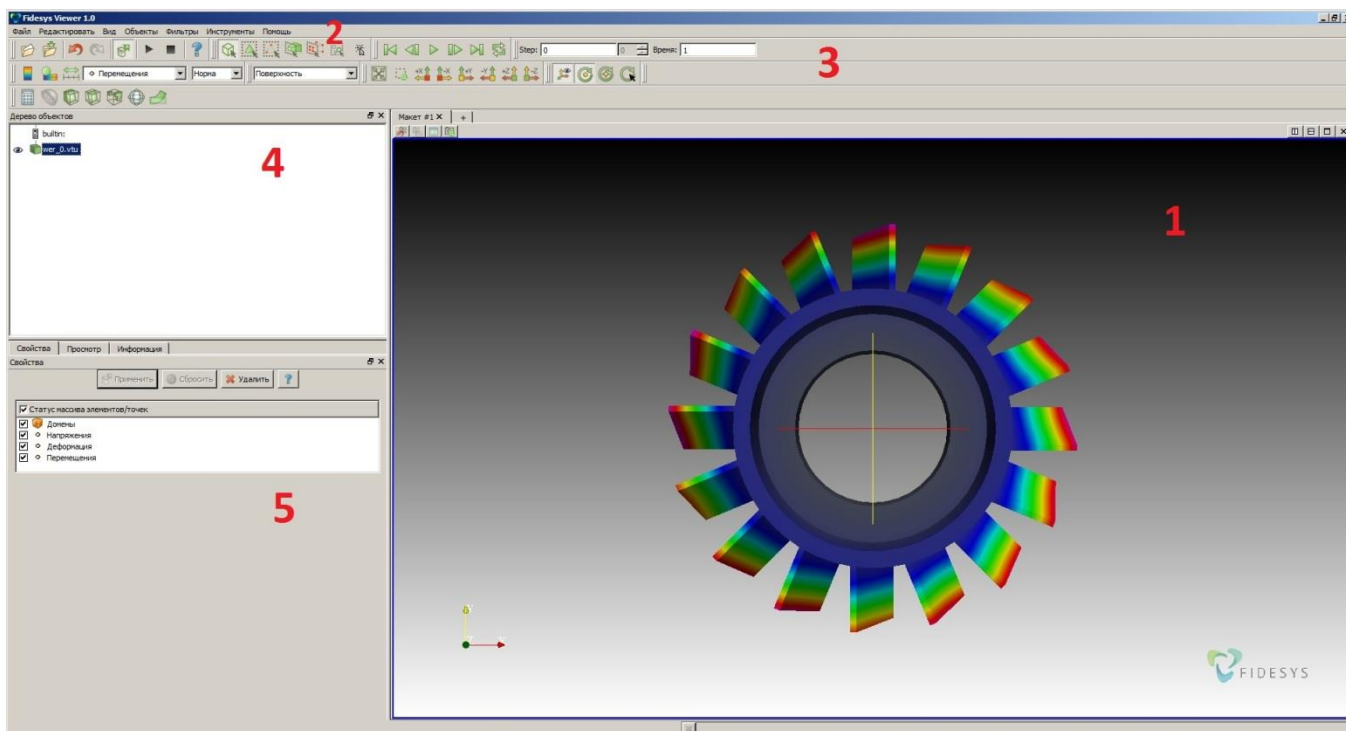 Fidesys Viewer 1.0
Файл Редактировать Вид Объекты Фильтры Инструменты Помощь
2
Step: 0 0 Время: 1
3
Перемещения Норма Поверхность
+X -X +Y -Y +Z -Z
Дерево объектов
Макет #1 X +
builtin:
wer_0.vtu
4
1
Свойства Просмотр Информация
Свойства
Применить Сбросить Удалить ?
Статус массива элементов/точек
Домены
Напряжения
Деформация
Перемещения
5
Y
FIDESYS